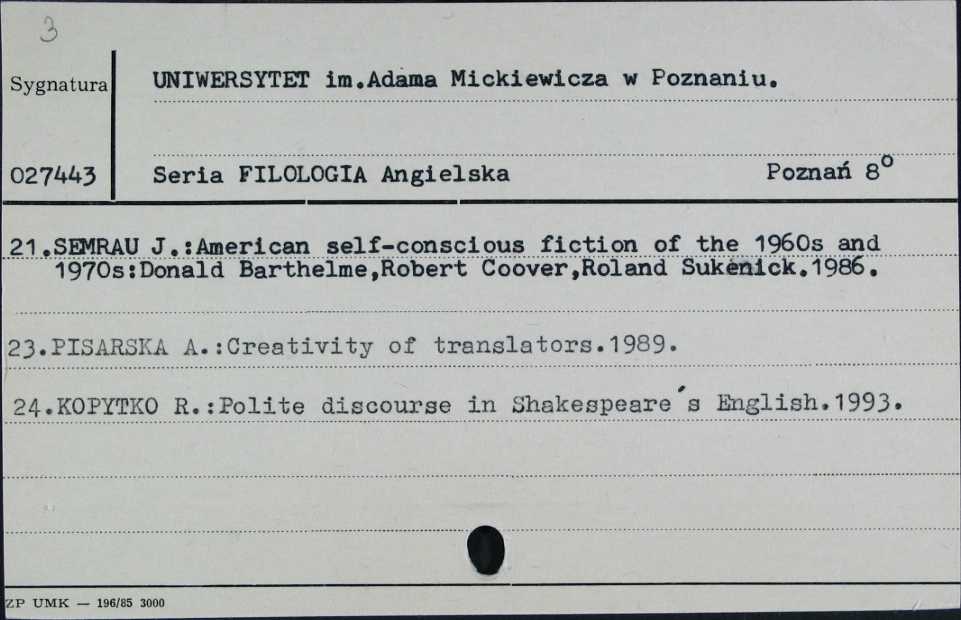 3
Sygnatura UNIWERSYTET im.Adama Mickiewicza w Poznaniu.
027443 Seria FILOLOGIA Angielska Poznań 8°
21.SEMRAU J.:American self-conscious fiction of the 1960s and
1970s:Donald Barthelme,Robert Coover,Roland Sukenick.1986.
23.PISARSKA A.:Creativity of translators.1989.
24.KOPYTKO R.:Polite discourse in Shakespeare´s English.1993.
ZP UMK — 196/85 3000